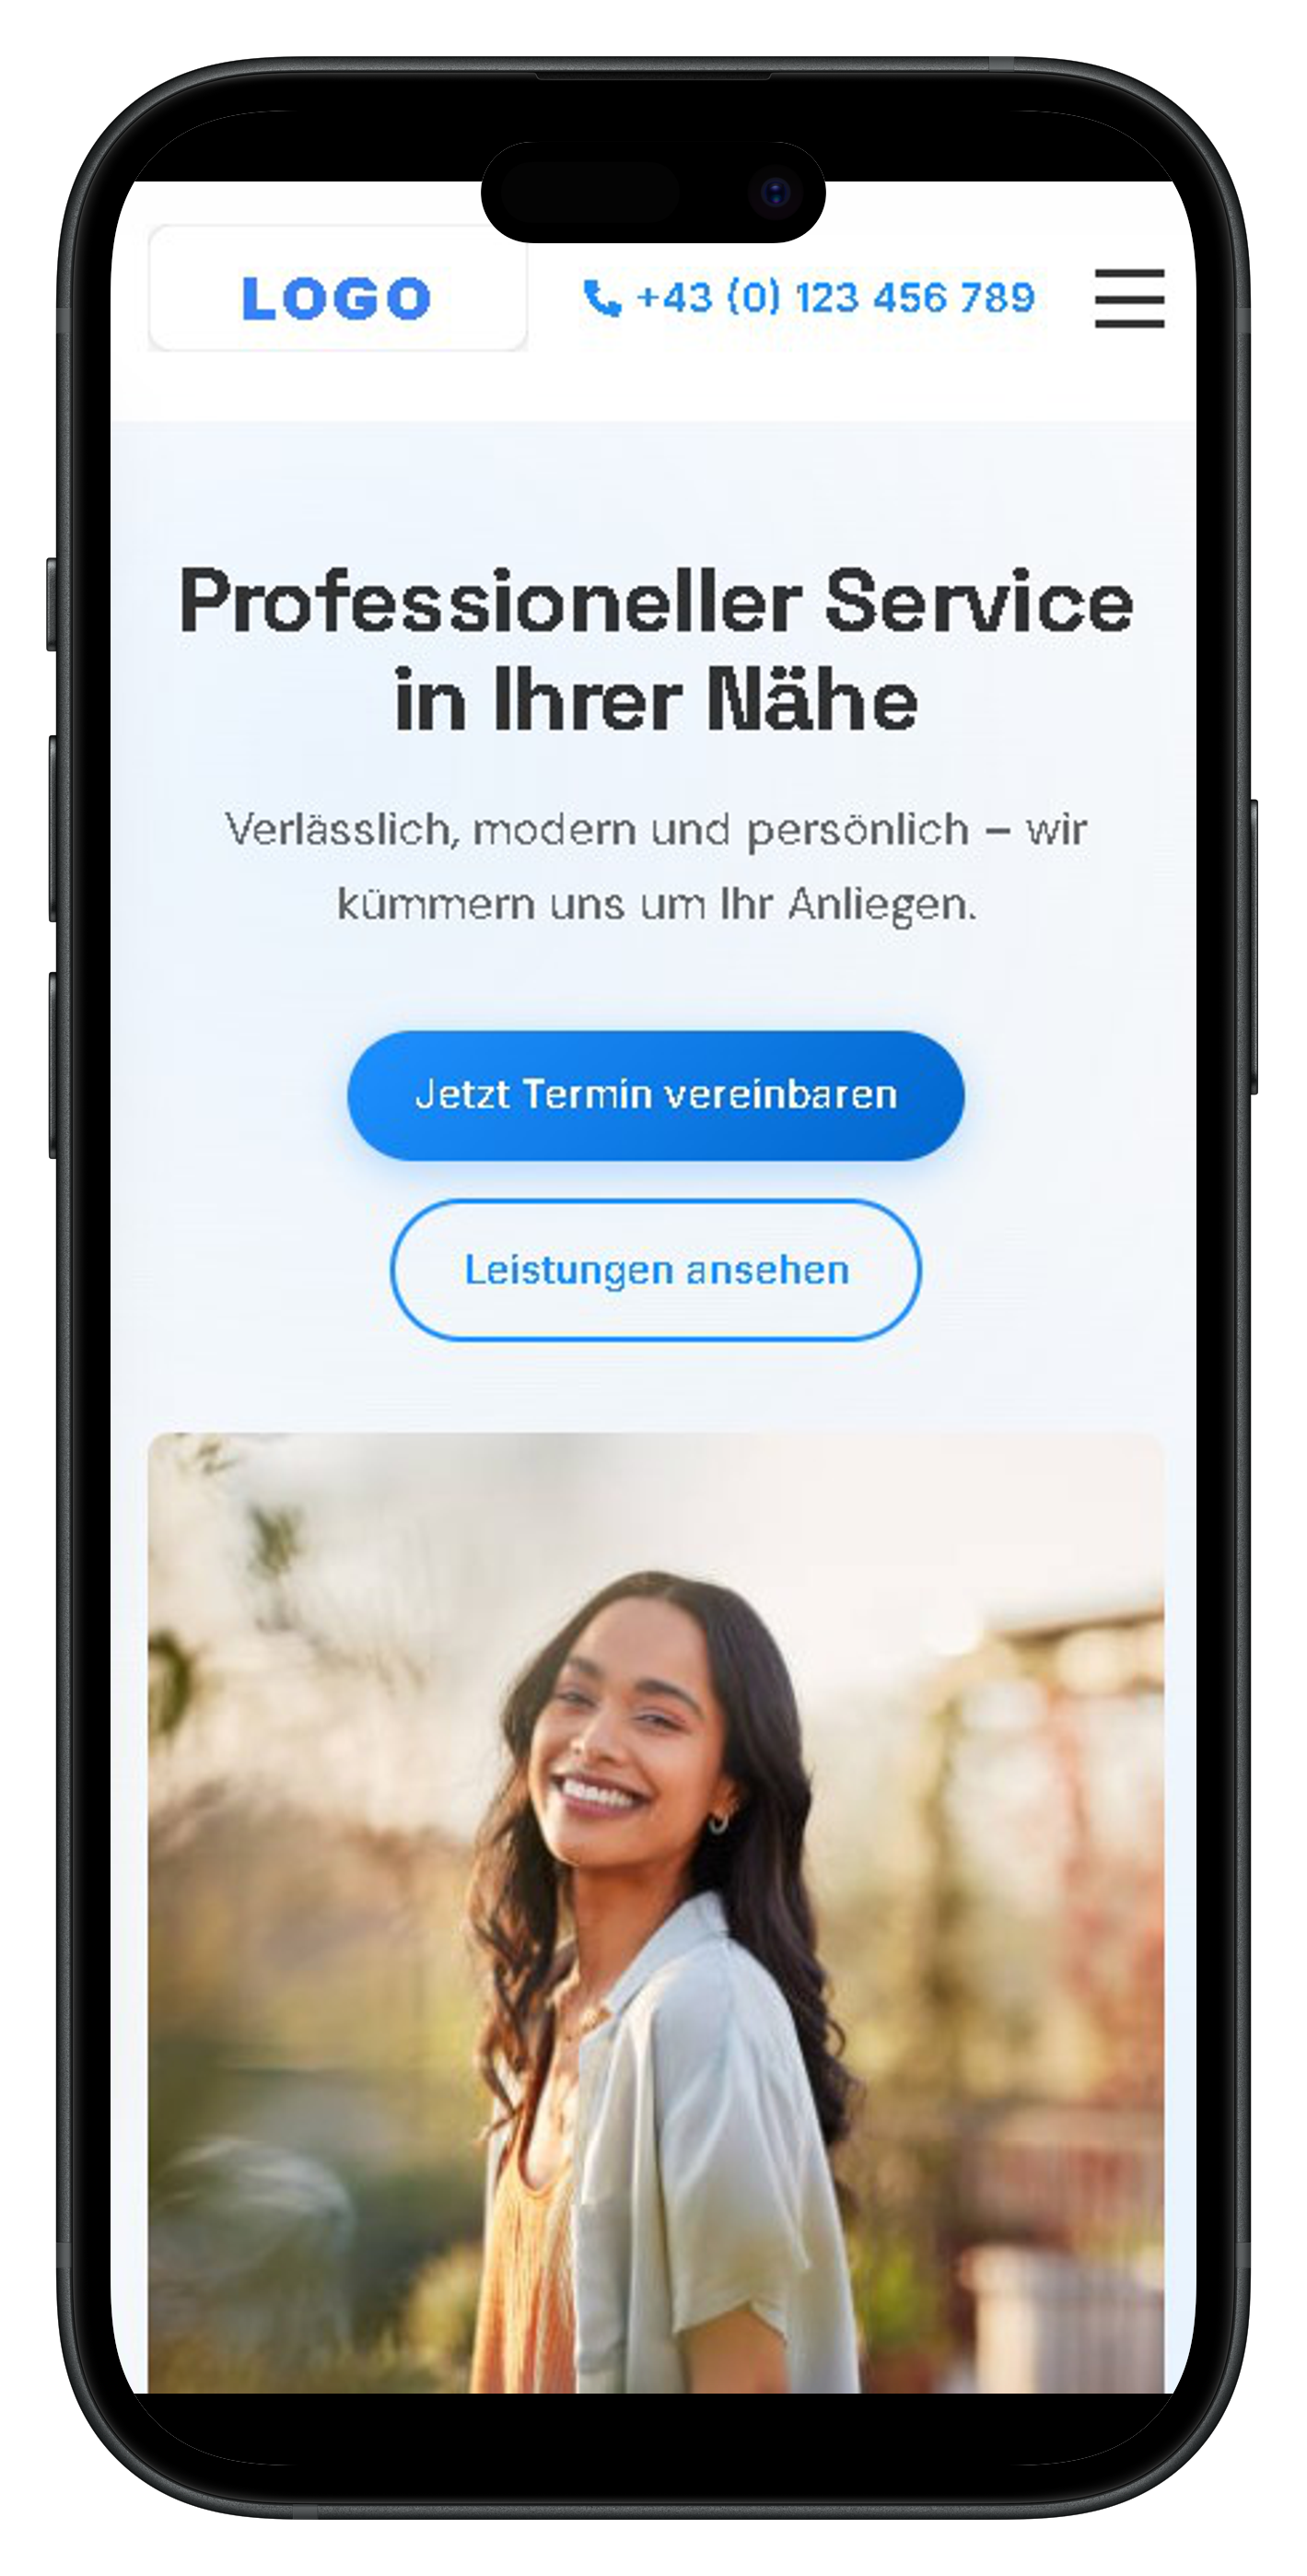 LOGO
+43 (0) 123 456 789
Professioneller Service
in Ihrer Nähe
Verlässlich, modern und persönlich – wir
kümmern uns um Ihr Anliegen.
Jetzt Termin vereinbaren
Leistungen ansehen